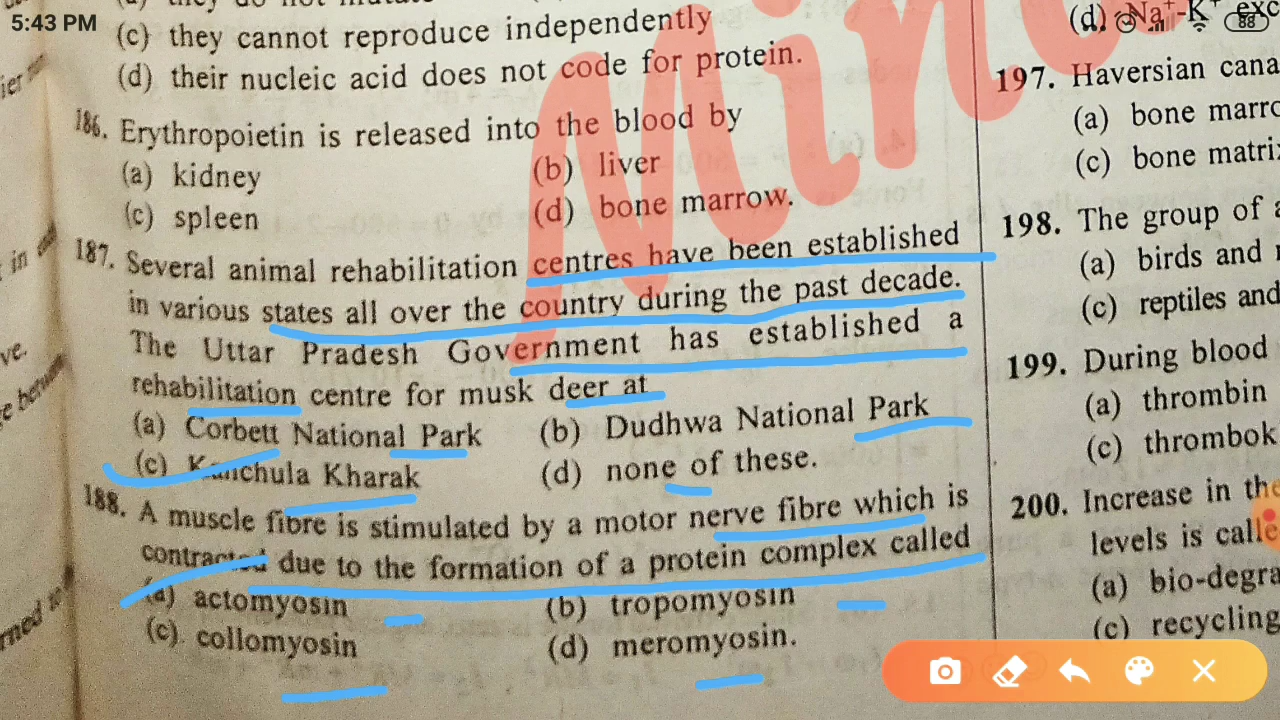 5:43 PM
88
(c) they cannot reproduce independently
(d) their nucleic acid does not code for protein.
186. Erythropoietin is released into the blood by
(a) kidney (b) liver
(c) spleen (d) bone marrow.
187. Several animal rehabilitation centres have been established
in various states all over the country during the past decade.
The Uttar Pradesh Government has established a
rehabilitation centre for musk deer at
(a) Corbett National Park (b) Dudhwa National Park
(c) Kanchula Kharak (d) none of these.
188. A muscle fibre is stimulated by a motor nerve fibre which is
contracted due to the formation of a protein complex called
(a) actomyosin (b) tropomyosin
(c) collomyosin (d) meromyosin.
(d) Na+-K+ exc
197. Haversian cana
(a) bone marro
(c) bone matri
198. The group of a
(a) birds and
(c) reptiles and
199. During blood
(a) thrombin
(c) thrombok
200. Increase in the
levels is calle
(a) bio-degra
(c) recycling